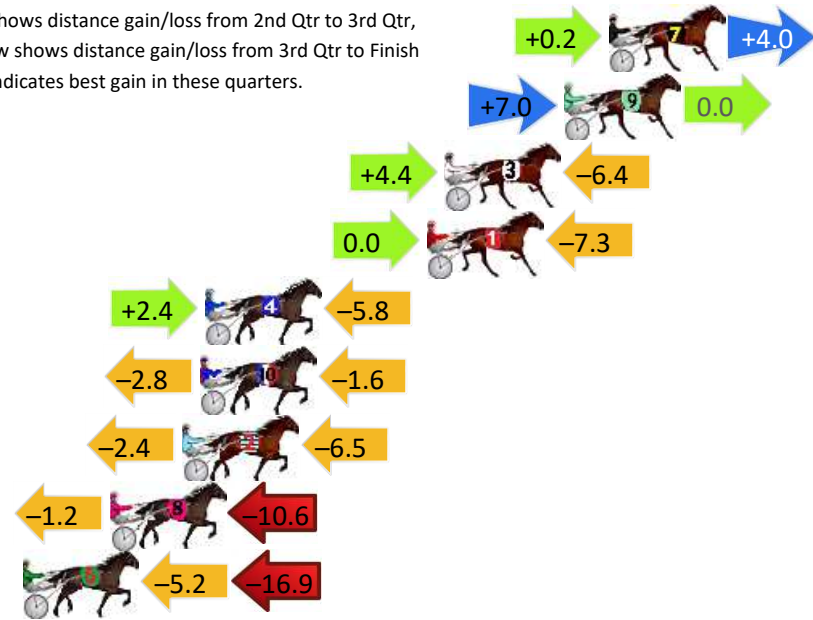 shows distance gain/loss from 2nd Qtr to 3rd Qtr,
shows distance gain/loss from 3rd Qtr to Finish
indicates best gain in these quarters.
+0.2 7 +4.0
+7.0 9 0.0
+4.4 3 −6.4
0.0 1 −7.3
+2.4 4 −5.8
−2.8 10 −1.6
−2.4 2 −6.5
−1.2 8 −10.6
−5.2 −16.9